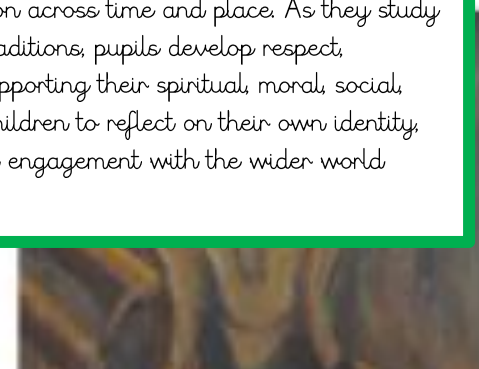 on across time and place. As they study
aditions, pupils develop respect,
pporting their spiritual, moral, social,
hildren to reflect on their own identity,
engagement with the wider world